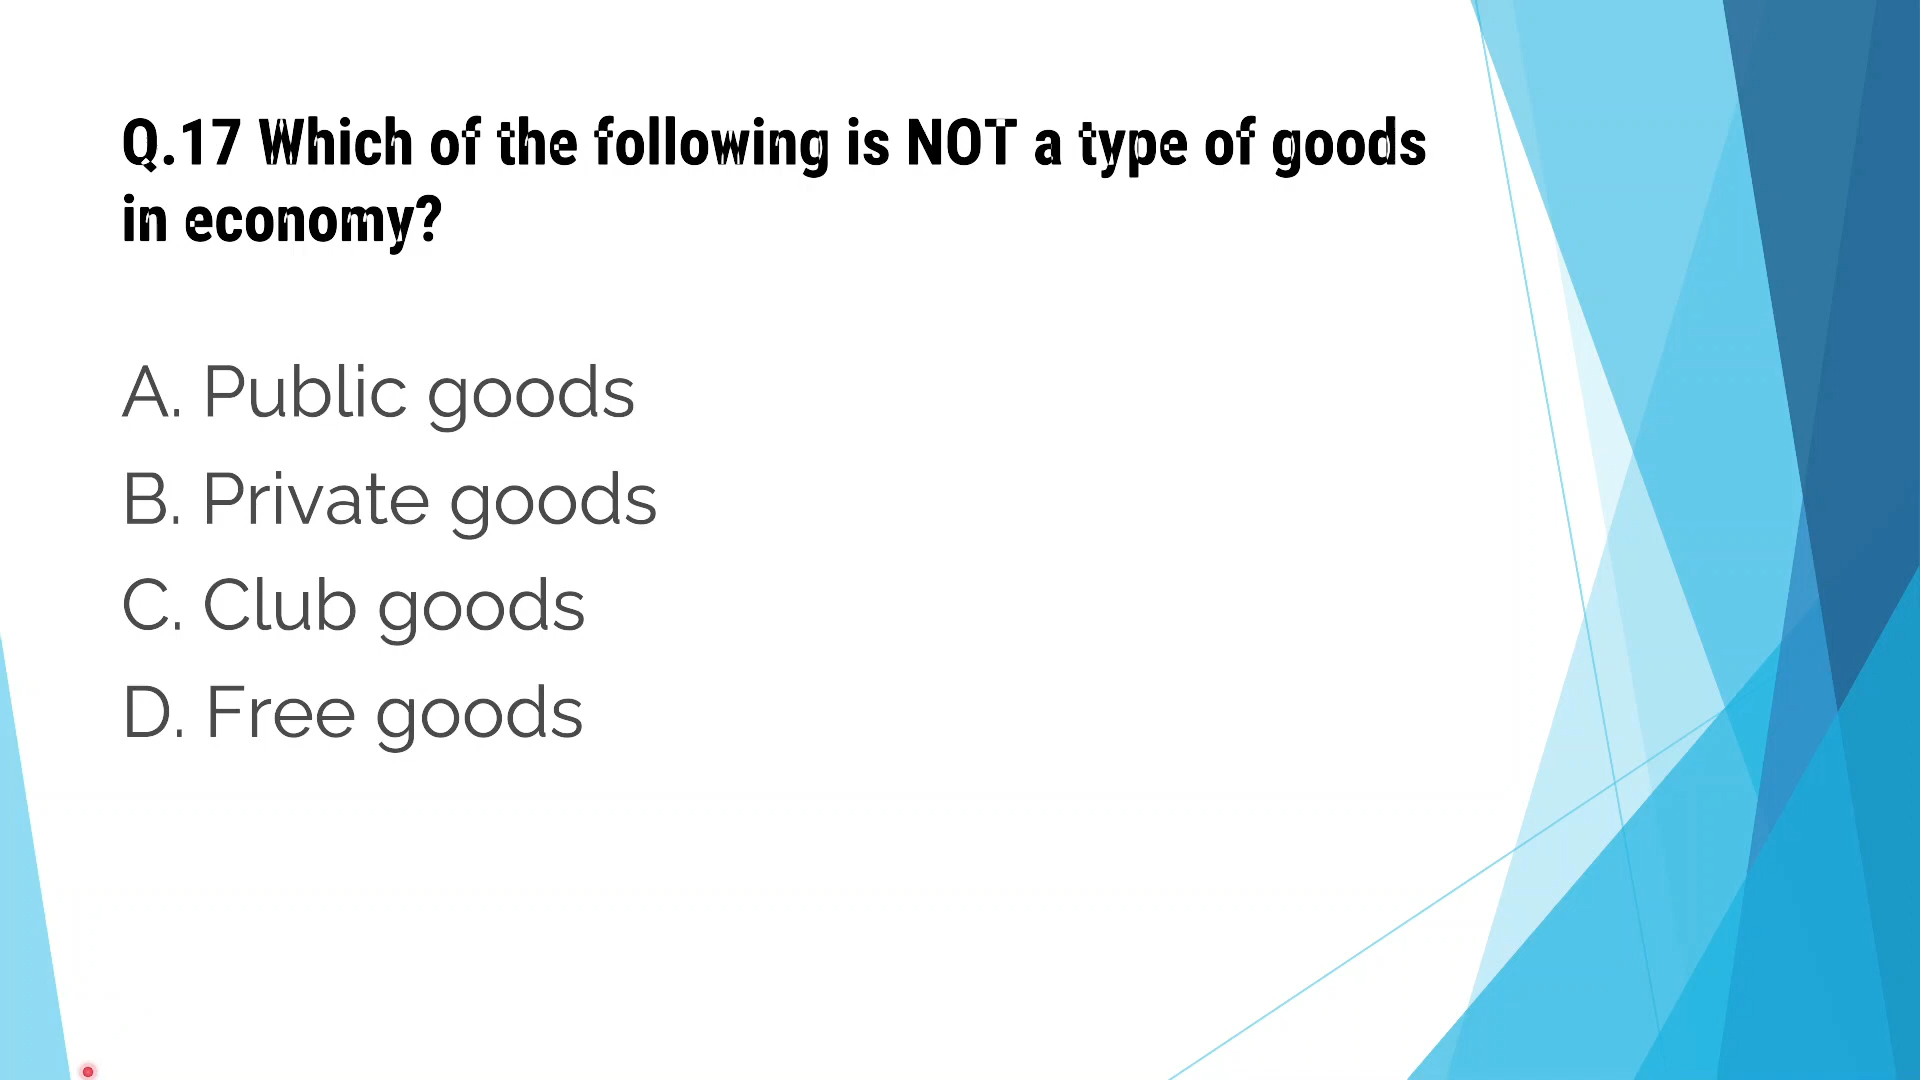 Q.17 Which of the following is NOT a type of goods
in economy?
A. Public goods
B. Private goods
C. Club goods
D. Free goods